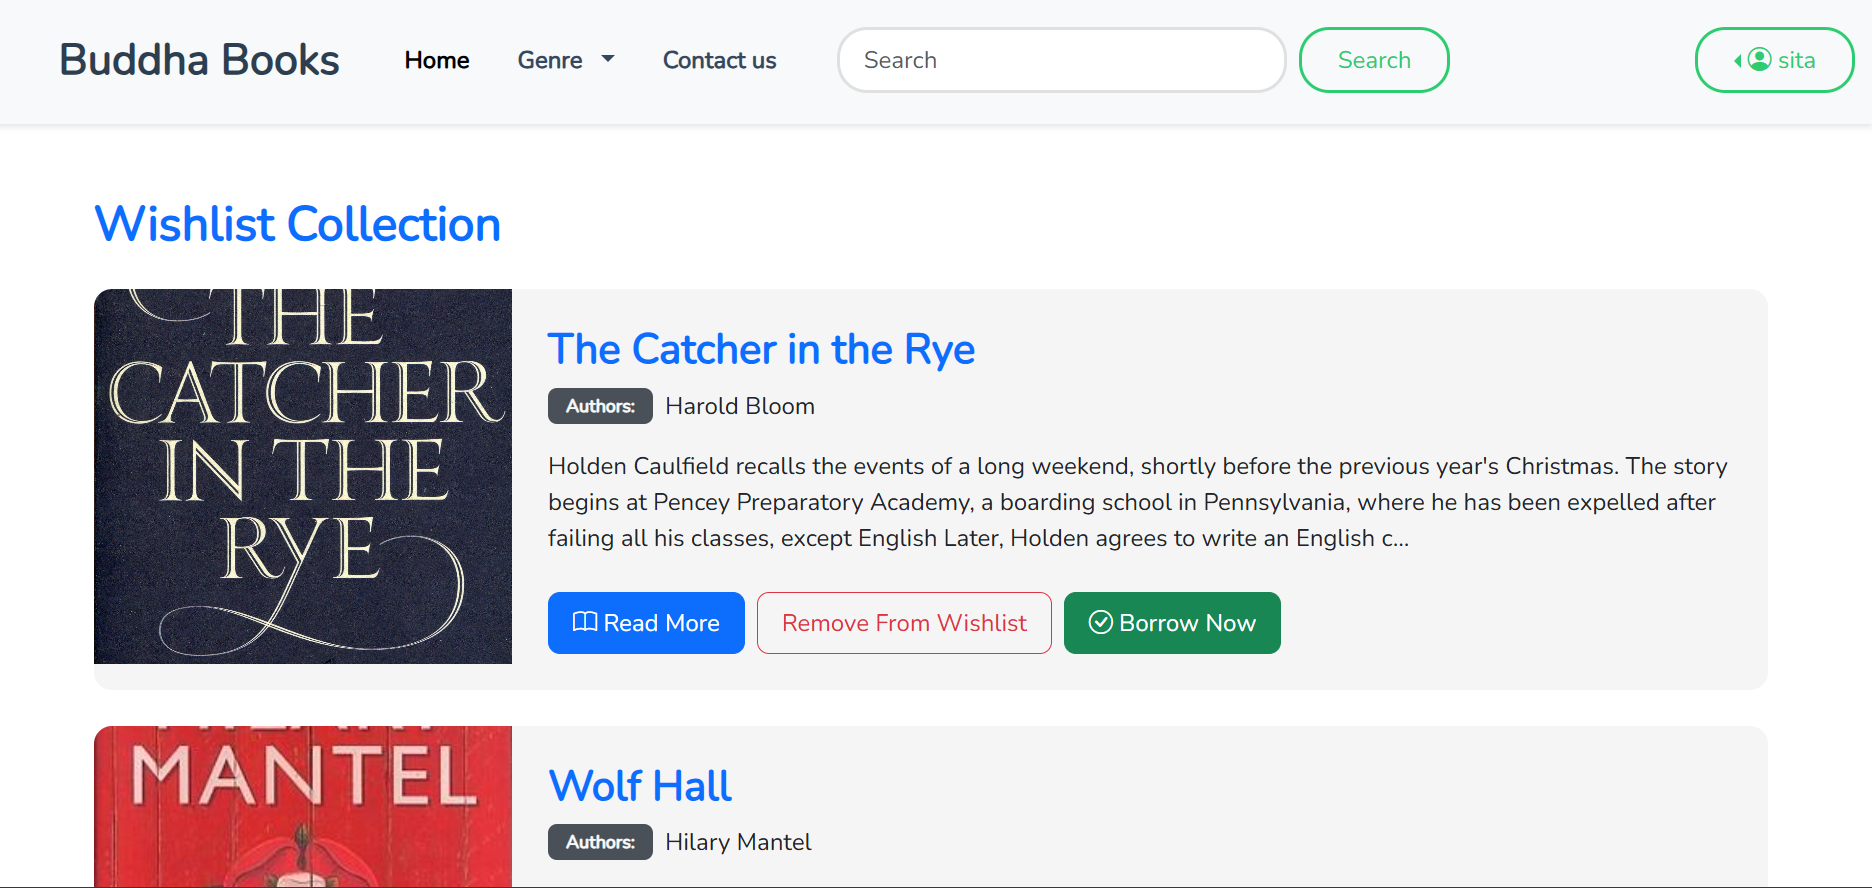 Buddha Books Home Genre Contact us Search Search sita
Wishlist Collection
THE
CATCHER
IN THE
RYE
The Catcher in the Rye
Authors: Harold Bloom
Holden Caulfield recalls the events of a long weekend, shortly before the previous year's Christmas. The story
begins at Pencey Preparatory Academy, a boarding school in Pennsylvania, where he has been expelled after
failing all his classes, except English Later, Holden agrees to write an English c...
Read More Remove From Wishlist Borrow Now
MANTEL
Wolf Hall
Authors: Hilary Mantel